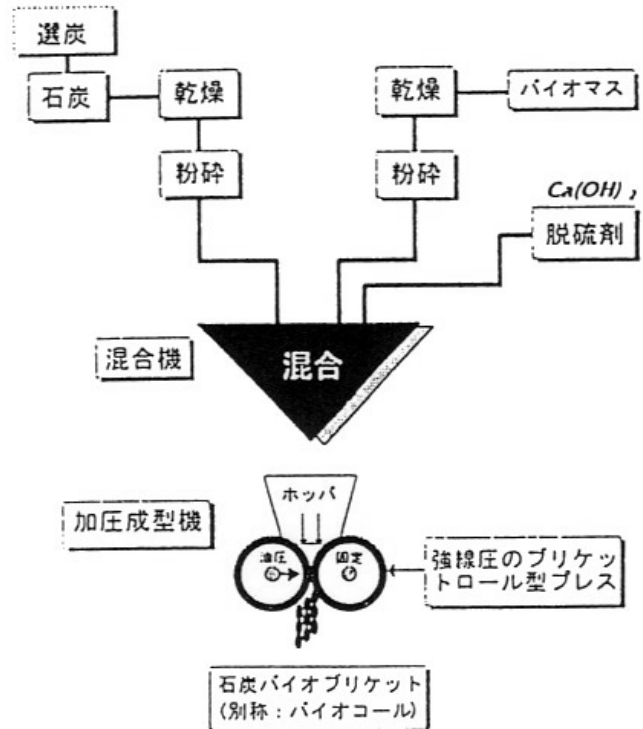 選炭
石炭
乾燥
乾燥
バイオマス
粉砕
粉砕
Ca(OH)₂
脱硫剤
混合機
混合
ホッパ
加圧成型機
油圧
固定
強線圧のブリケッ
トロール型プレス
石炭バイオブリケット
(別称:バイオコール)